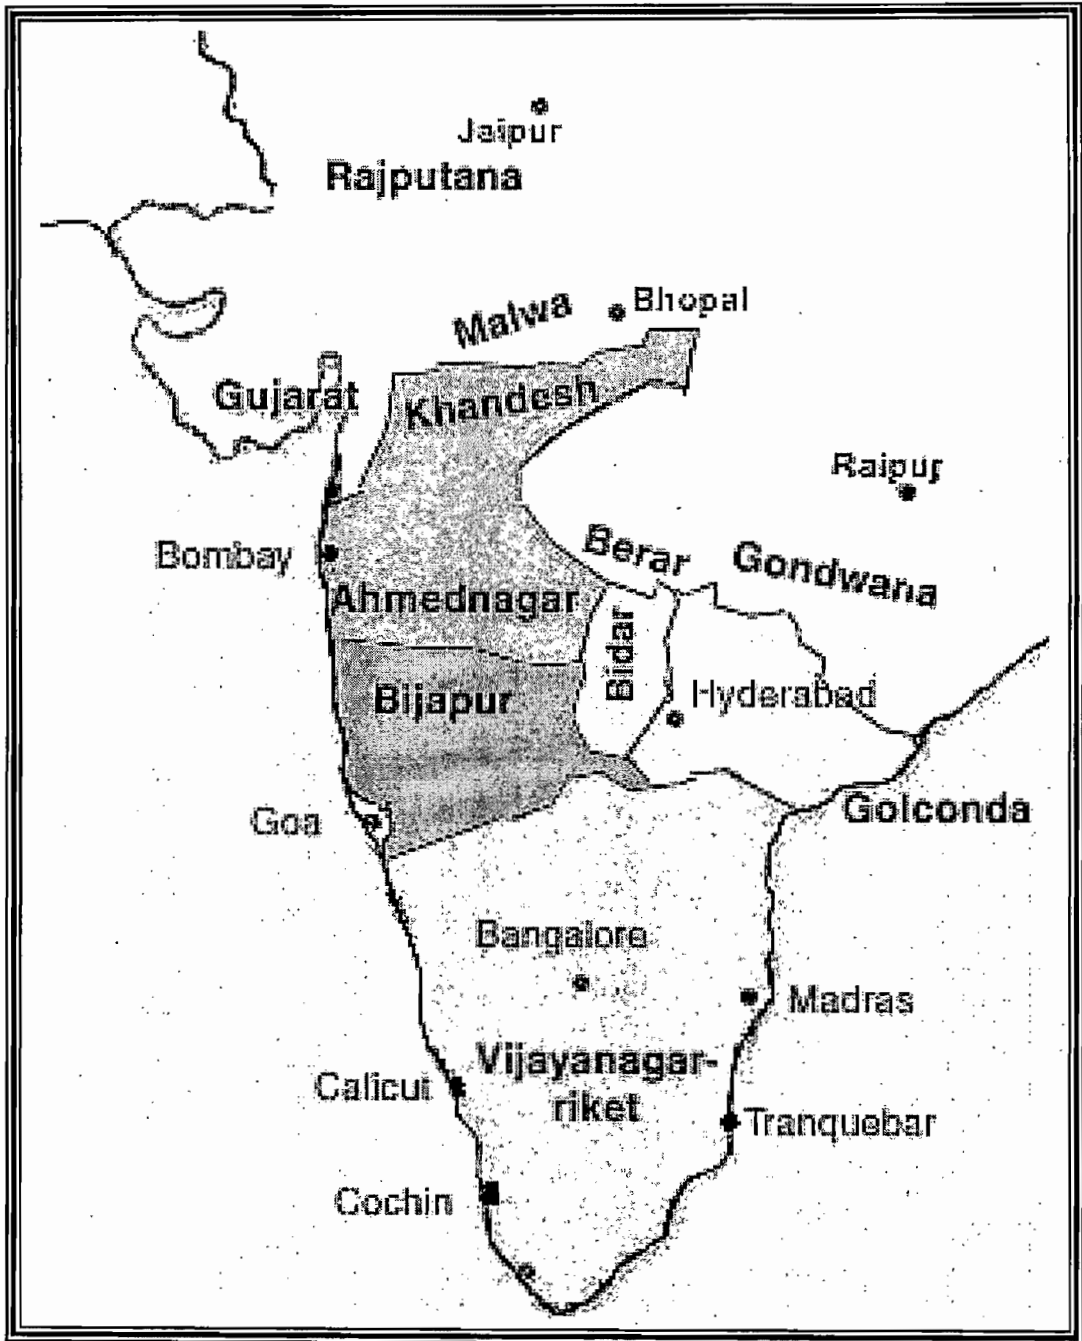 Jaipur
Rajputana
Malwa
Bhopal
Gujarat
Khandesh
Raipur
Berar
Gondwana
Bombay
Ahmednagar
Bidar
Bijapur
Hyderabad
Goa
Golconda
Bangalore
Madras
Vijayanagar-
riket
Calicut
Tranquebar
Cochin